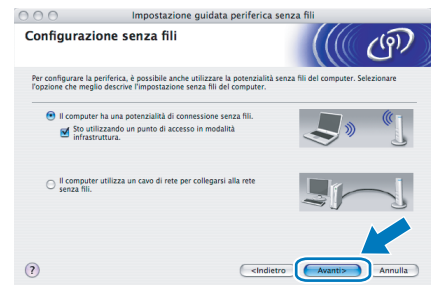 Impostazione guidata periferica senza fili
Configurazione senza fili
Per configurare la periferica, è possibile anche utilizzare la potenzialità senza fili del computer. Selezionare
l'opzione che meglio descrive l'impostazione senza fili del computer.
Il computer ha una potenzialità di connessione senza fili.
Sto utilizzando un punto di accesso in modalità
infrastruttura.
Il computer utilizza un cavo di rete per collegarsi alla rete
senza fili.
?
<Indietro
Avanti>
Annulla